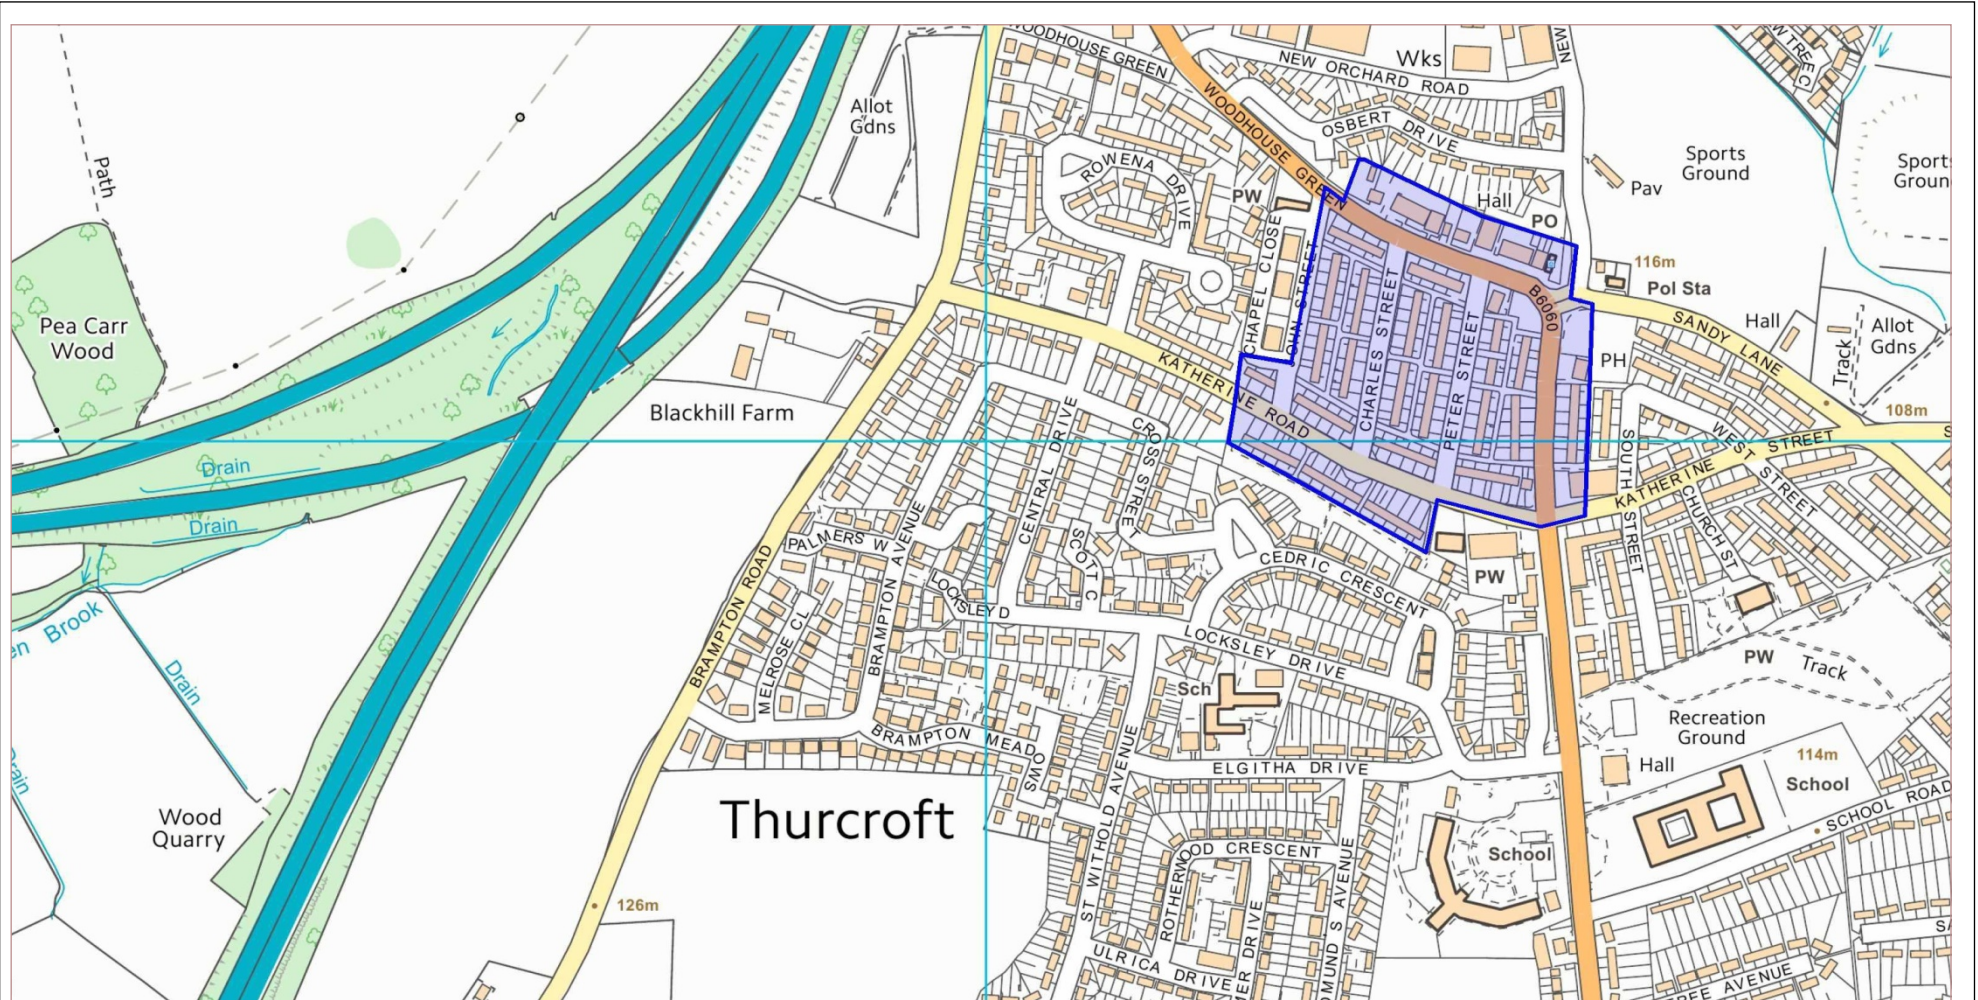 WOODHOUSE GREEN
NEW ORCHARD ROAD
Wks
NEW
Allot
Gdns
WOODHOUSE GREEN
OSBERT DRIVE
Sports
Ground
Path
ROWENA DRIVE
PW
Hall
PO
Pav
CHAPEL CLOSE
JOHN STREET
116m
Pol Sta
B6060
SANDY LANE
Hall
Allot
Gdns
Track
Pea Carr
Wood
KATHERINE ROAD
CHARLES STREET
PETER STREET
PH
108m
Blackhill Farm
CENTRAL DRIVE
CROSS STREET
SOUTH STREET
WEST STREET
KATHERINE STREET
CHURCH ST
Drain
Drain
PALMERS W
BRAMPTON AVENUE
SCOTT C
LOCKSLEY D
CEDRIC CRESCENT
PW
Brook
Drain
BRAMPTON ROAD
MELROSE CL
LOCKSLEY DRIVE
Sch
PW
Track
Recreation
Ground
BRAMPTON MEAD
ELGITHA DRIVE
Hall
114m
School
SCHOOL ROAD
Wood
Quarry
Thurcroft
ST WITHOLD AVENUE
ROTHERWOOD CRESCENT
School
126m
ULRICA DRIVE